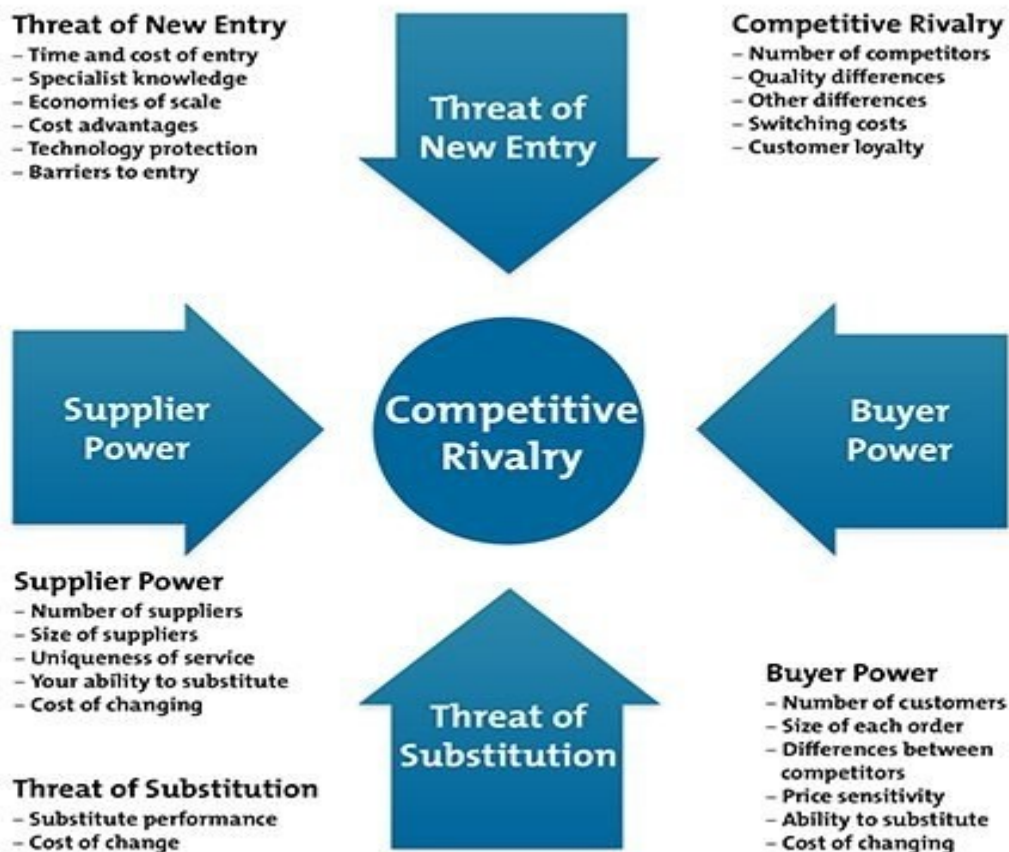 Threat of New Entry
– Time and cost of entry
– Specialist knowledge
– Economies of scale
– Cost advantages
– Technology protection
– Barriers to entry
Threat of
New Entry
Competitive Rivalry
– Number of competitors
– Quality differences
– Other differences
– Switching costs
– Customer loyalty
Supplier
Power
Competitive
Rivalry
Buyer
Power
Supplier Power
– Number of suppliers
– Size of suppliers
– Uniqueness of service
– Your ability to substitute
– Cost of changing
Threat of
Substitution
Threat of Substitution
– Substitute performance
– Cost of change
Buyer Power
– Number of customers
– Size of each order
– Differences between
competitors
– Price sensitivity
– Ability to substitute
– Cost of changing